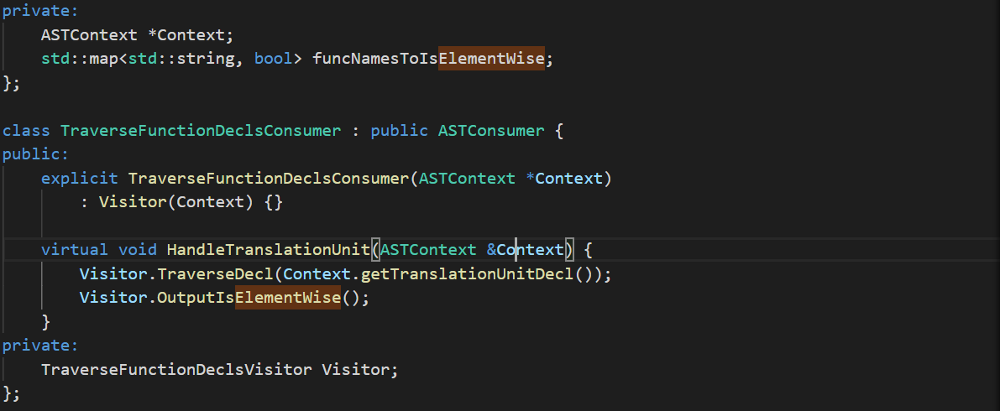 private:
    ASTContext *Context;
    std::map<std::string, bool> funcNamesToIsElementWise;
};

class TraverseFunctionDeclsConsumer : public ASTConsumer {
public:
    explicit TraverseFunctionDeclsConsumer(ASTContext *Context)
        : Visitor(Context) {}

    virtual void HandleTranslationUnit(ASTContext &Context) {
        Visitor.TraverseDecl(Context.getTranslationUnitDecl());
        Visitor.OutputIsElementWise();
    }
private:
    TraverseFunctionDeclsVisitor Visitor;
};